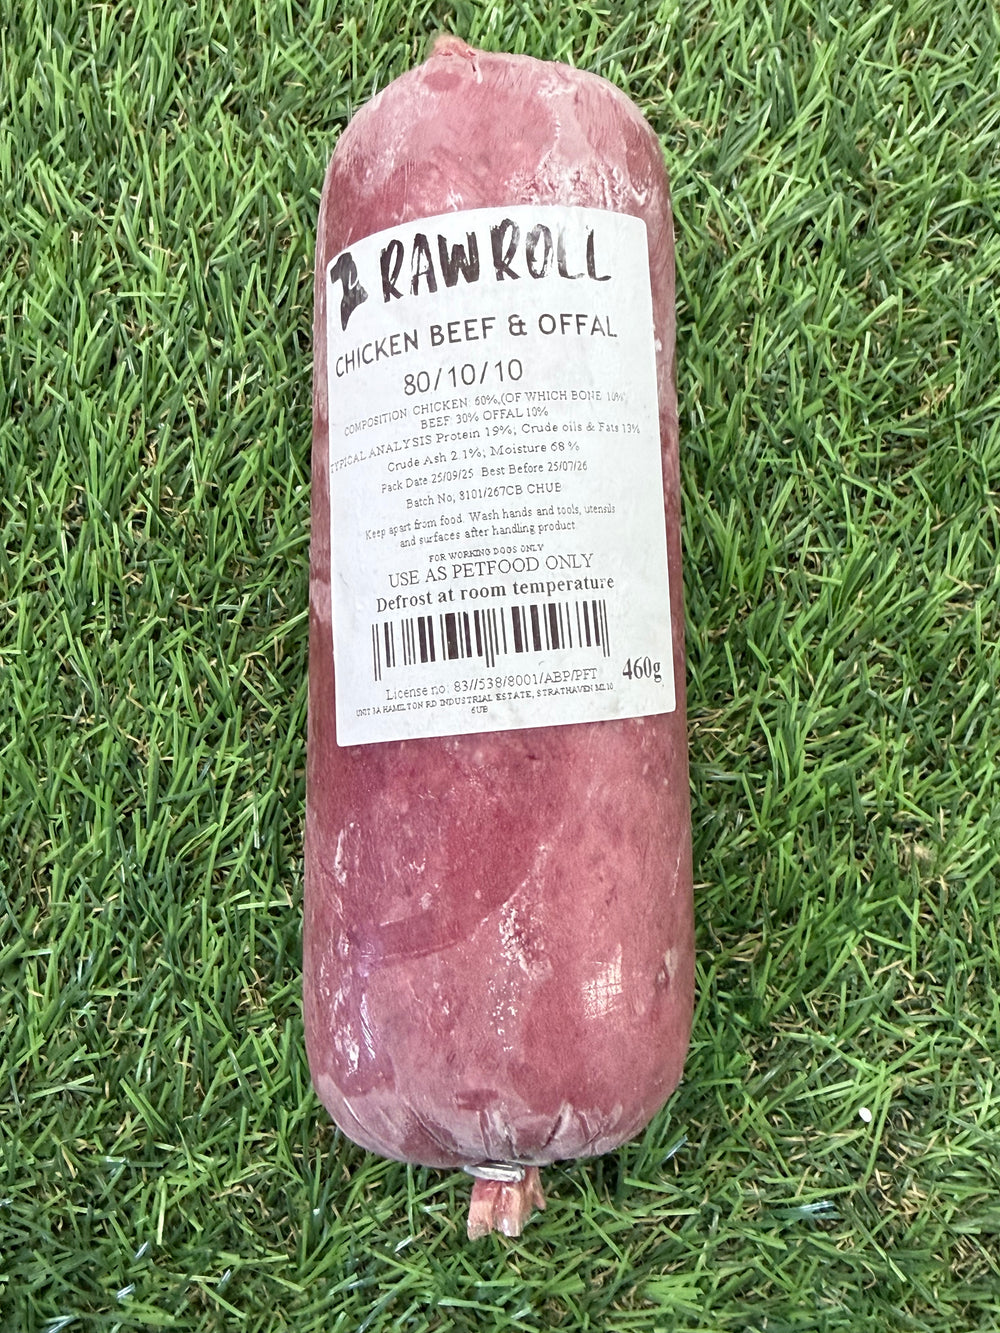 RAW ROLL
CHICKEN BEEF & OFFAL
80/10/10
COMPOSITION CHICKEN 60%,(OF WHICH BONE 10%,
BEEF 30% OFFAL 10%
TYPICAL ANALYSIS Protein 19%; Crude oils & Fats 13%
Crude Ash 2.1%; Moisture 68 %
Pack Date 25/09/25 Best Before 25/07/26
Batch No, 8101/267CB CHUB
Keep apart from food. Wash hands and tools, utensils
and surfaces after handling product.
FOR WORKING DOGS ONLY
USE AS PETFOOD ONLY
Defrost at room temperature
460g
License no: 83//538/8001/ABP/PFT
UNIT 3A HAMILTON RD INDUSTRIAL ESTATE, STRATHAVEN ML10
6UB